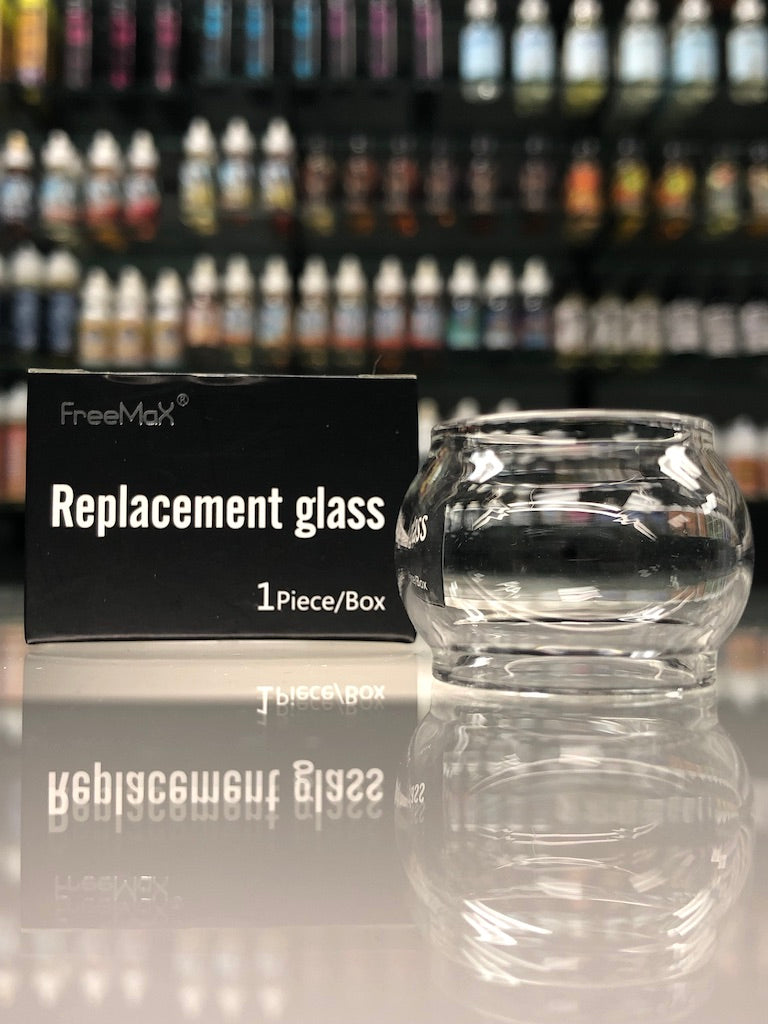 FreeMaX®
Replacement glass
1Piece/Box